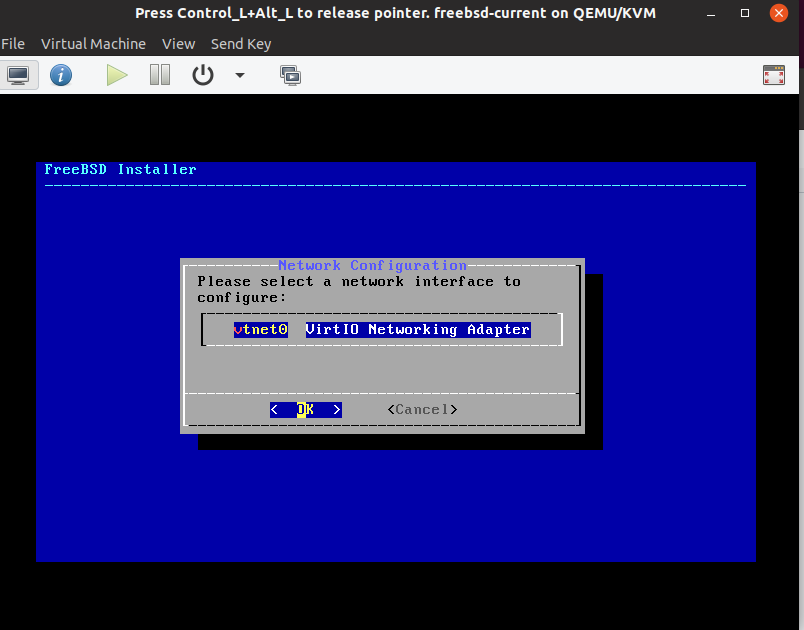 Press Control_L+Alt_L to release pointer. freebsd-current on QEMU/KVM
File Virtual Machine View Send Key
FreeBSD Installer
Network Configuration
Please select a network interface to
configure:
vtnet0 VirtIO Networking Adapter
< OK > <Cancel>